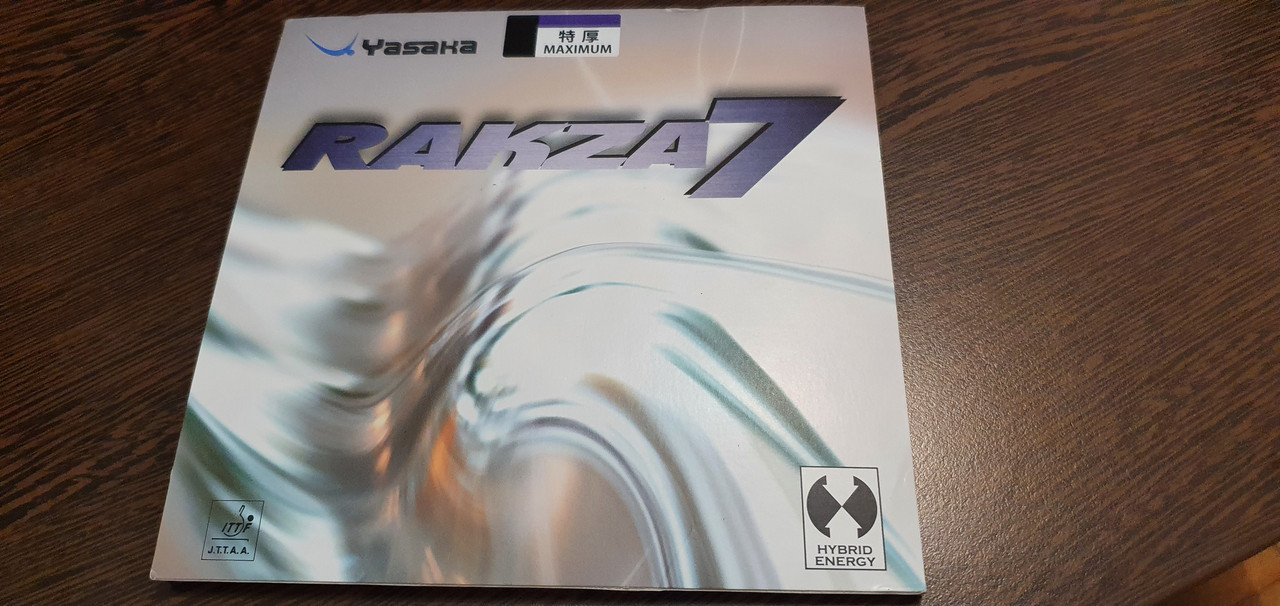 Yasaka
特厚
MAXIMUM
RAKZA7
ITTF
J.T.T.A.A.
HYBRID
ENERGY